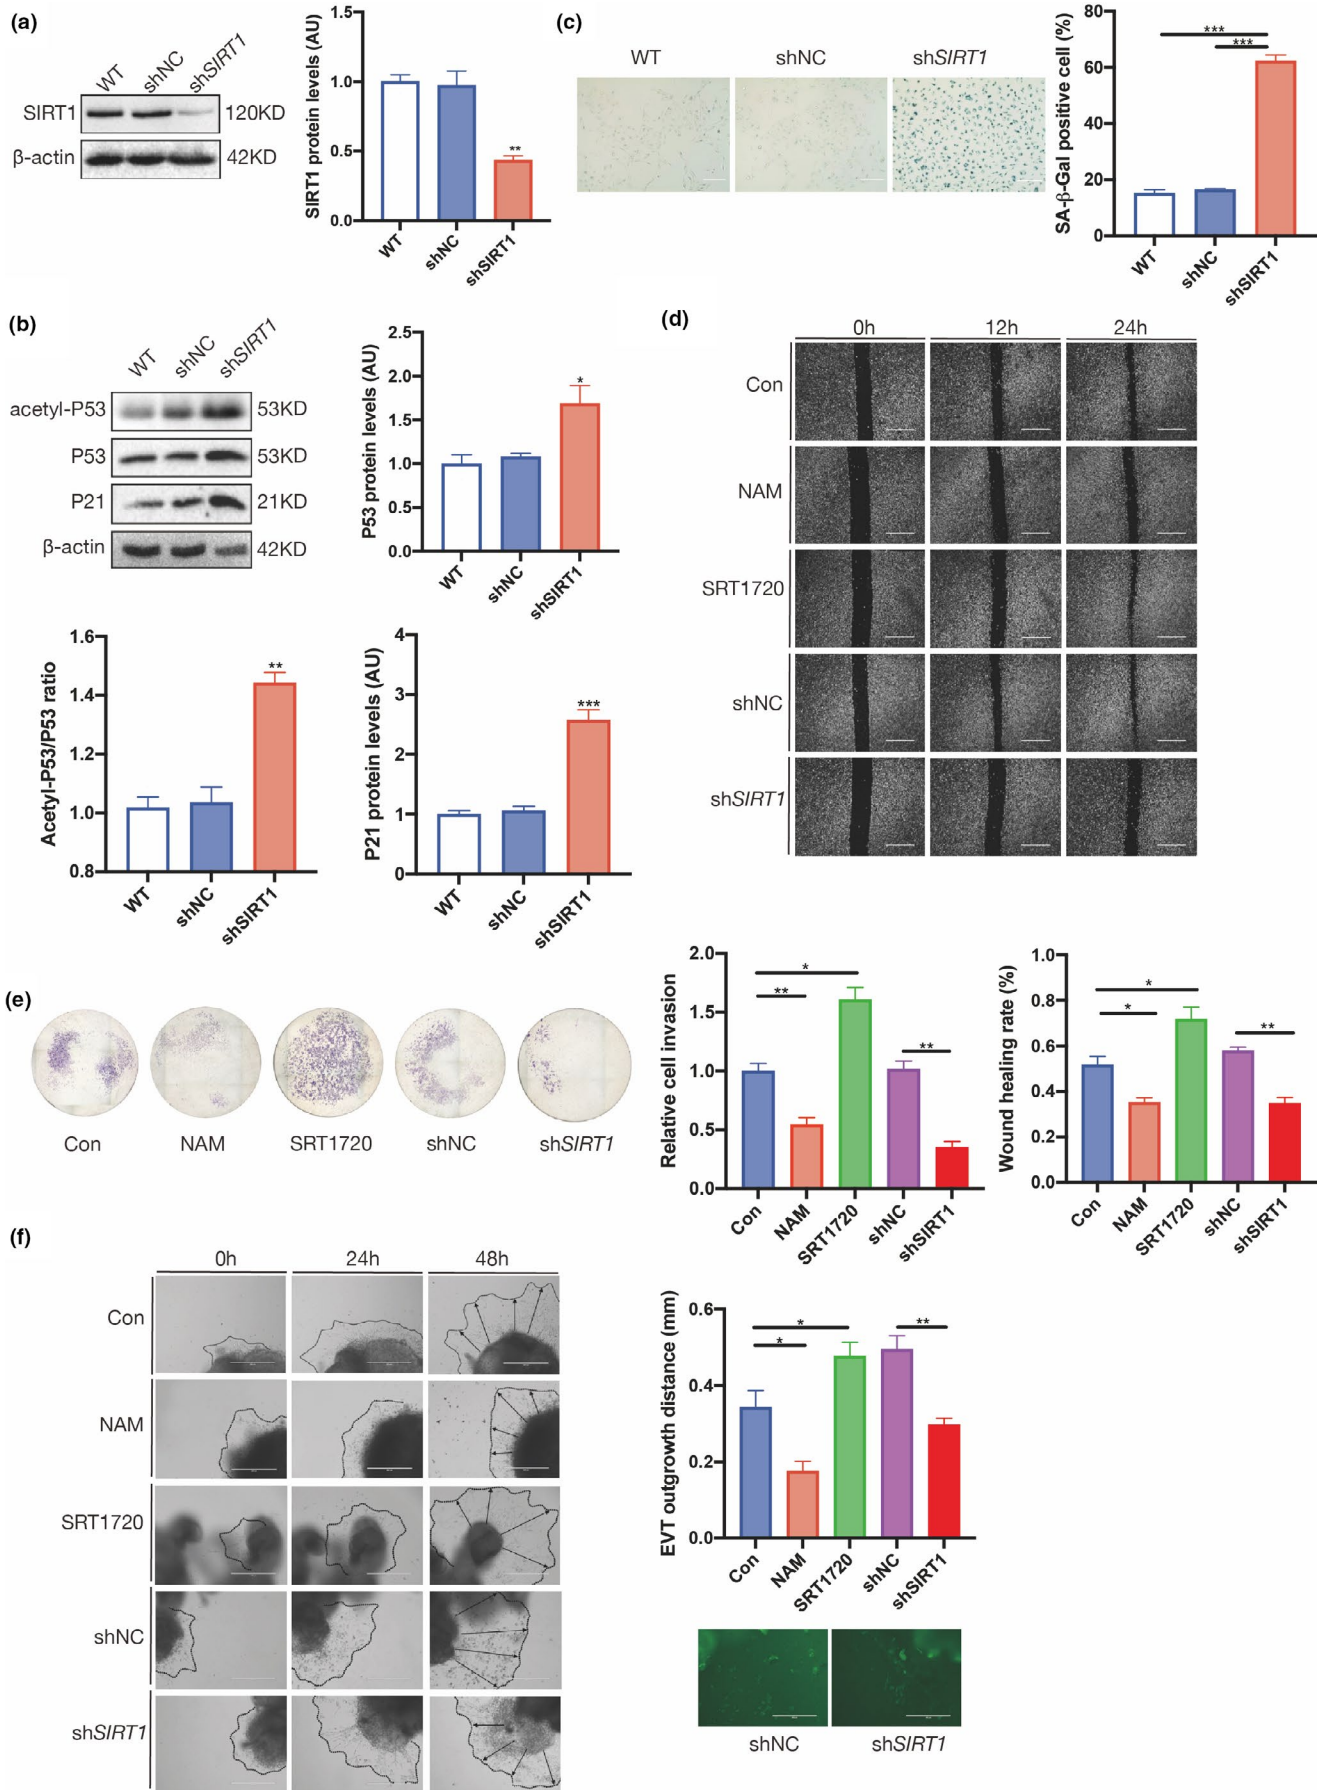 (a)
WT
shNC
shSIRT1
SIRT1
120KD
β-actin
42KD
SIRT1 protein levels (AU)
1.5
1.0
0.5
0.0
**
WT
shNC
shSIRT1
(c)
WT
shNC
shSIRT1
SA-β-Gal positive cell (%)
80
60
40
20
0
***
***
WT
shNC
shSIRT1
(b)
WT
shNC
shSIRT1
acetyl-P53
53KD
P53
53KD
P21
21KD
β-actin
42KD
P53 protein levels (AU)
2.5
2.0
1.5
1.0
0.5
0.0
*
WT
shNC
shSIRT1
Acetyl-P53/P53 ratio
1.6
1.4
1.2
1.0
0.8
**
WT
shNC
shSIRT1
P21 protein levels (AU)
4
3
2
1
0
***
WT
shNC
shSIRT1
(d)
0h
12h
24h
Con
NAM
SRT1720
shNC
shSIRT1
(e)
Con
NAM
SRT1720
shNC
shSIRT1
Relative cell invasion
2.0
1.5
1.0
0.5
0.0
*
**
**
Con
NAM
SRT1720
shNC
shSIRT1
Wound healing rate (%)
1.0
0.8
0.6
0.4
0.2
0.0
*
*
**
Con
NAM
SRT1720
shNC
shSIRT1
(f)
0h
24h
48h
Con
NAM
SRT1720
shNC
shSIRT1
EVT outgrowth distance (mm)
0.6
0.4
0.2
0.0
*
*
**
Con
NAM
SRT1720
shNC
shSIRT1
shNC
shSIRT1